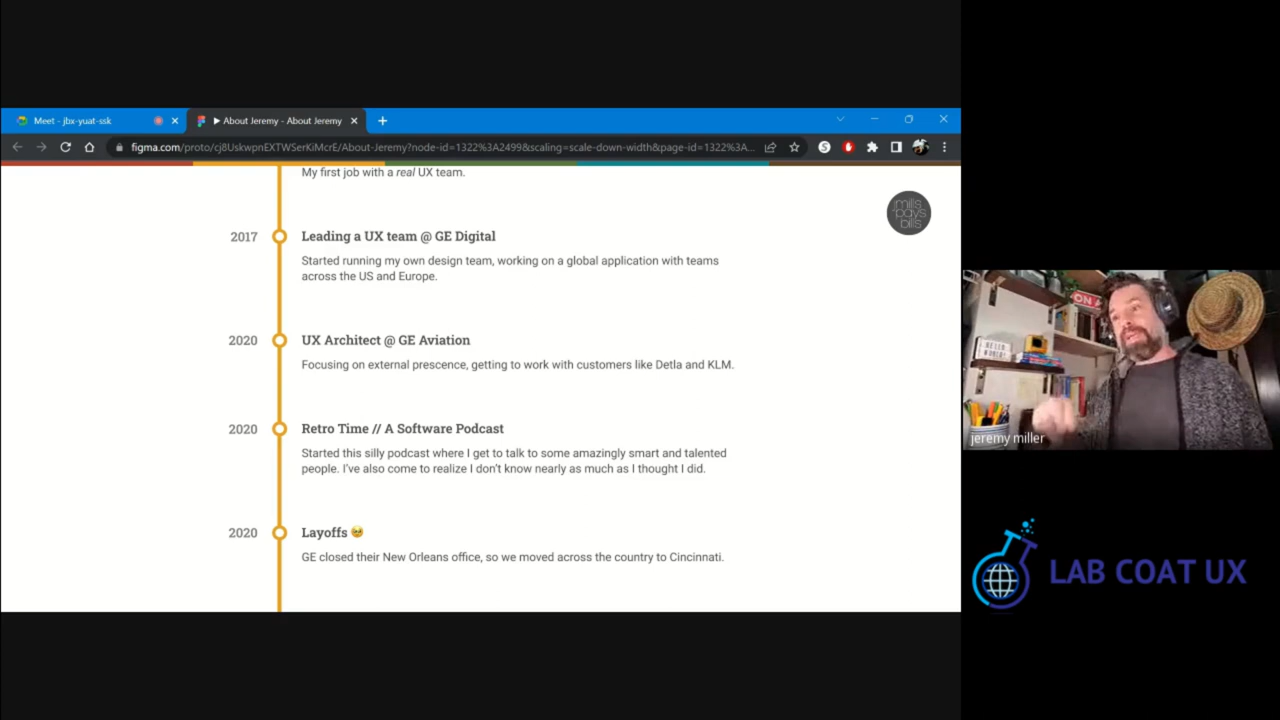 Meet - jbx-yuat-ssk
About Jeremy - About Jeremy
figma.com/proto/cj8UskwpnEXTWSerKiMcrE/About-Jeremy?node-id=1322%3A2499&scaling=scale-down-width&page-id=1322%3A...
My first job with a real UX team.
mills
pays
bills
2017
Leading a UX team @ GE Digital
Started running my own design team, working on a global application with teams
across the US and Europe.
2020
UX Architect @ GE Aviation
Focusing on external prescence, getting to work with customers like Detla and KLM.
2020
Retro Time // A Software Podcast
Started this silly podcast where I get to talk to some amazingly smart and talented
people. I've also come to realize I don't know nearly as much as I thought I did.
2020
Layoffs 🥹
GE closed their New Orleans office, so we moved across the country to Cincinnati.
ON
HELLO
WORLD!
jeremy miller
LAB COAT UX